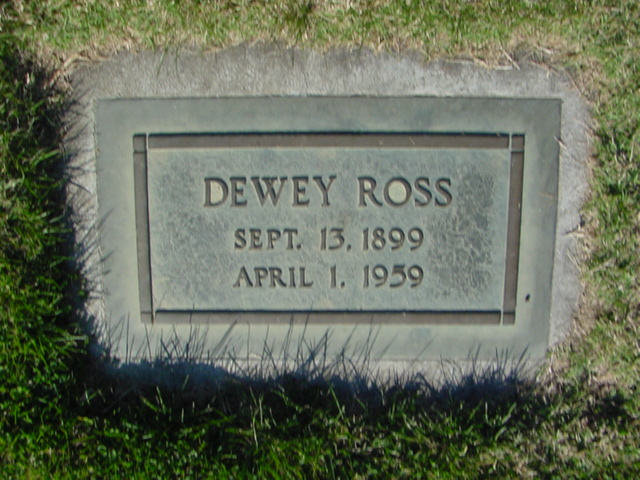 DEWEY ROSS
SEPT. 13, 1899
APRIL 1. 1959